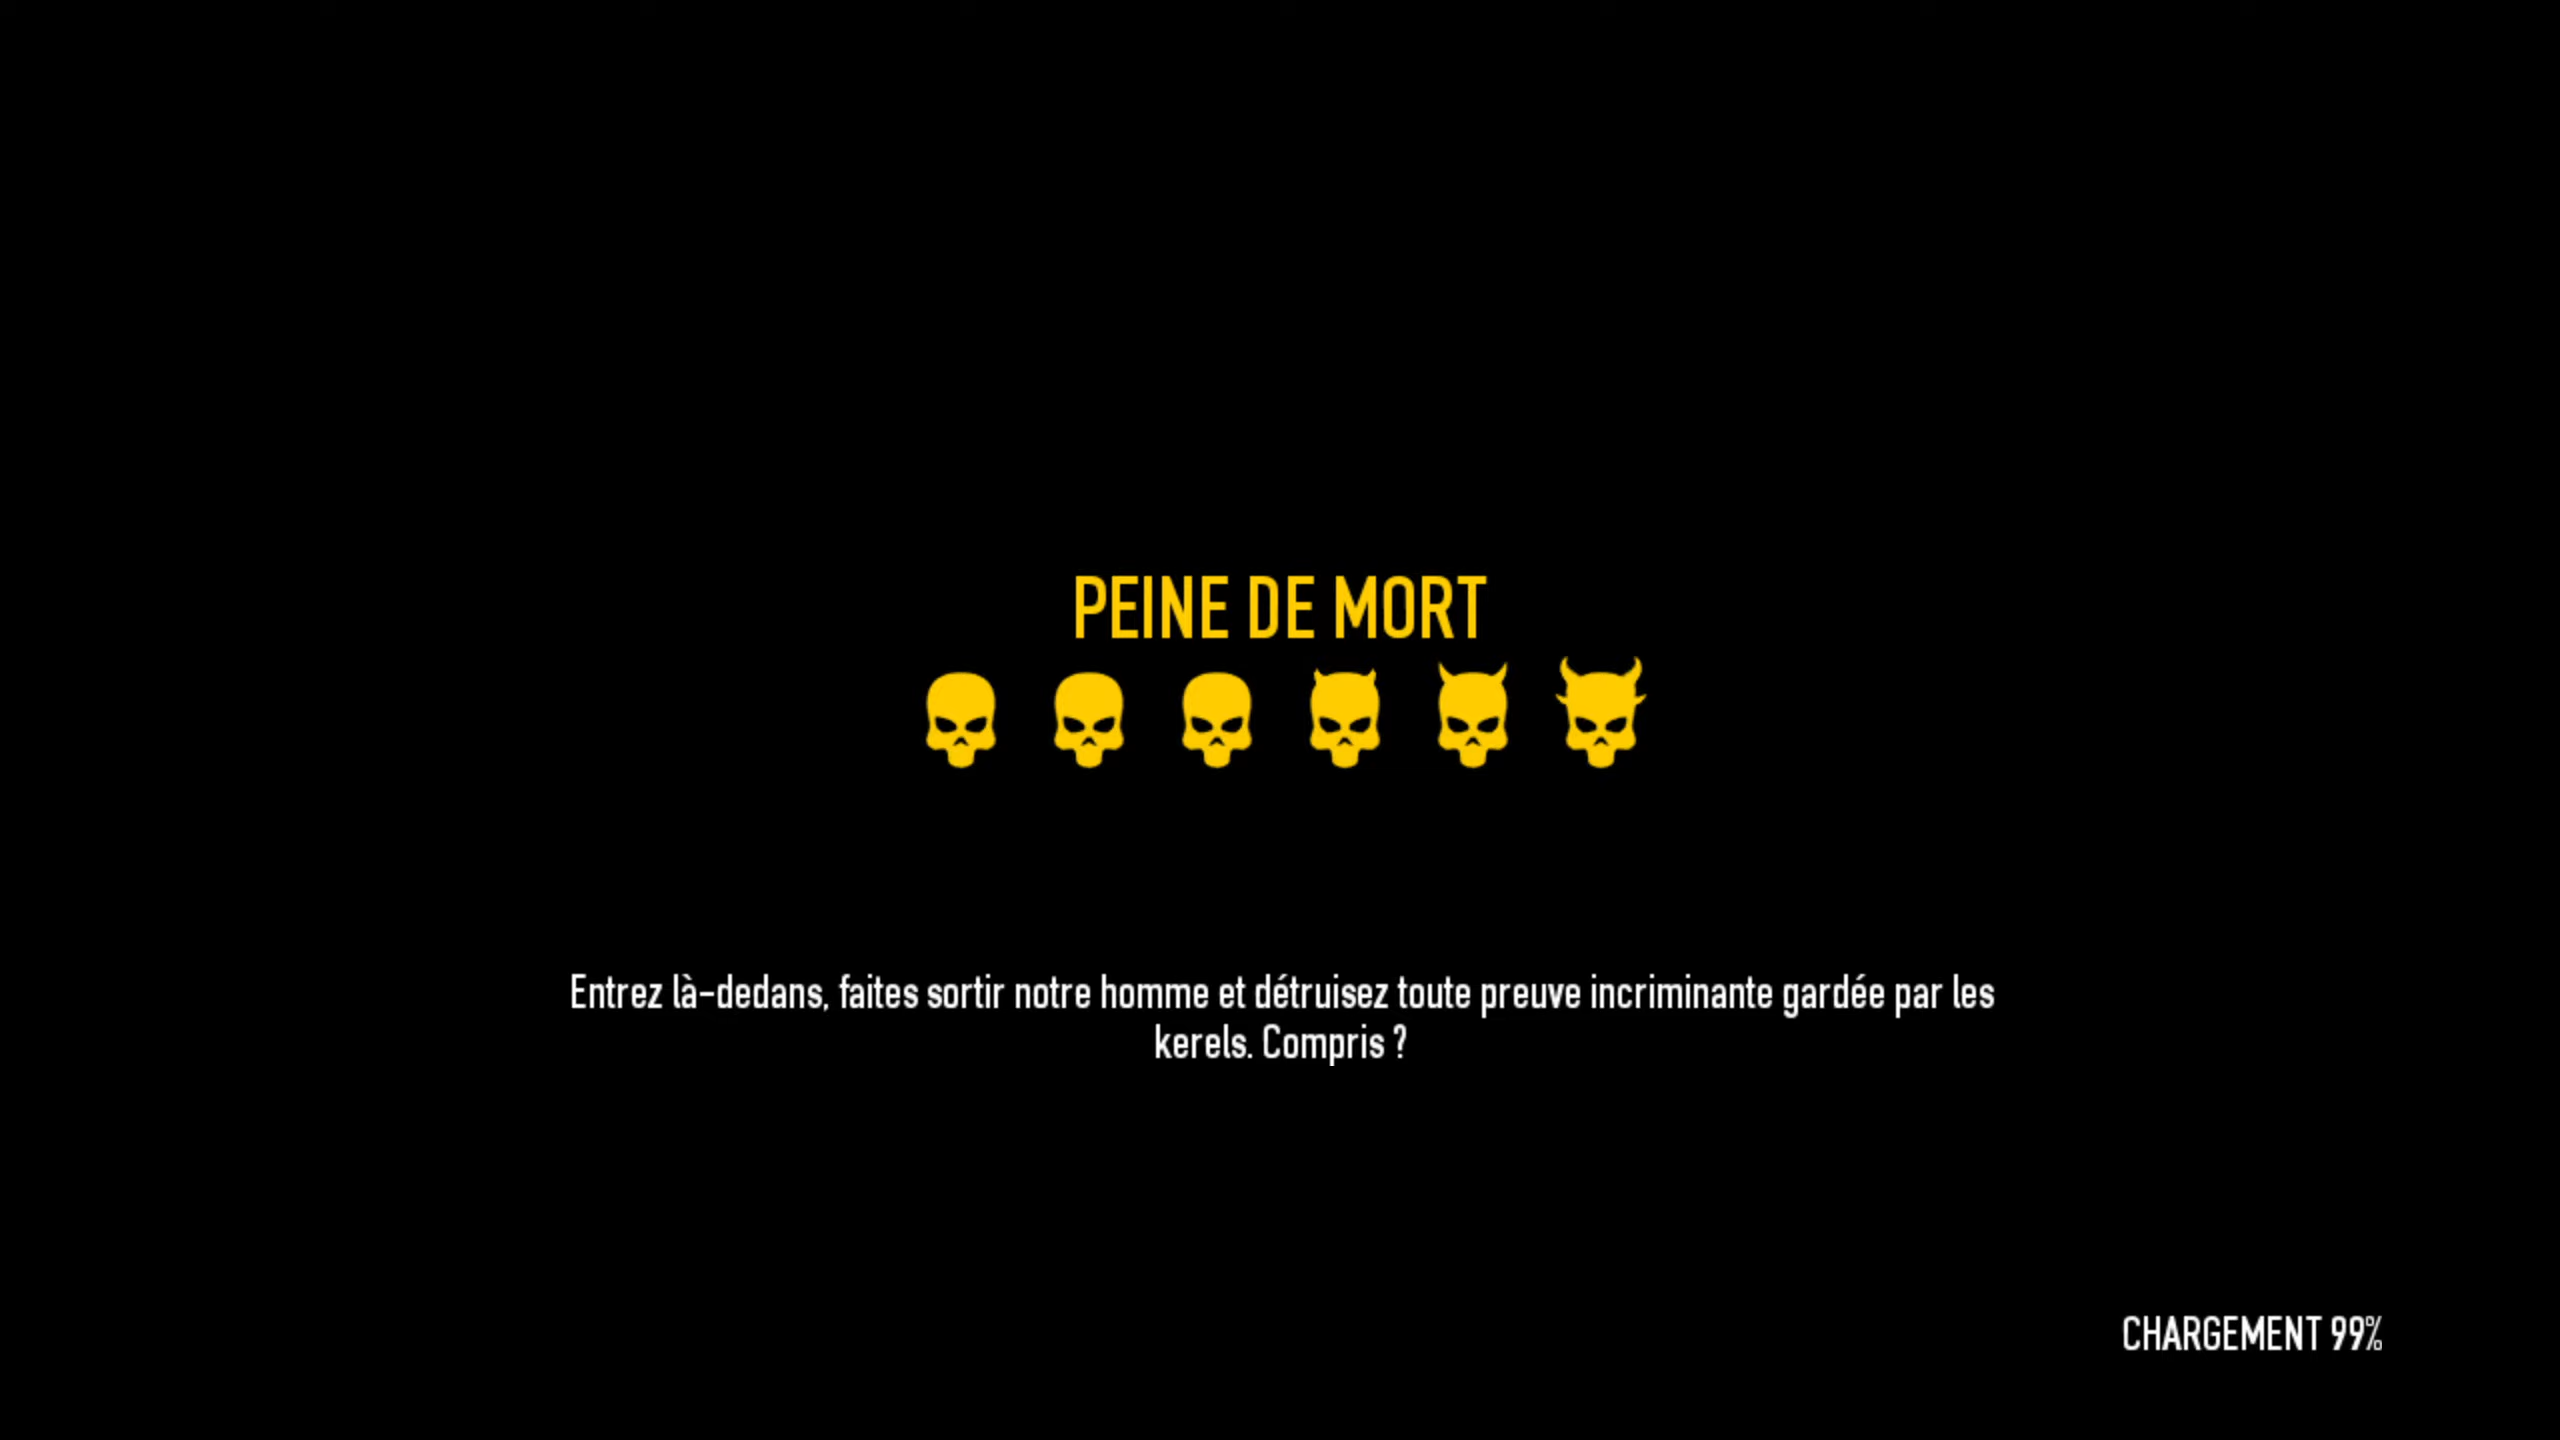 PEINE DE MORT
Entrez là-dedans, faites sortir notre homme et détruisez toute preuve incriminante gardée par les
kerels. Compris ?
CHARGEMENT 99%